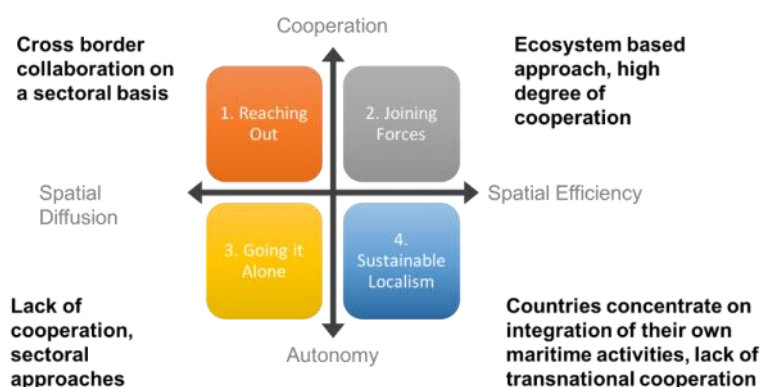 Cooperation
Cross border
collaboration on
a sectoral basis
Ecosystem based
approach, high
degree of
cooperation
1. Reaching
Out
2. Joining
Forces
Spatial
Diffusion
Spatial Efficiency
3. Going it
Alone
4.
Sustainable
Localism
Lack of
cooperation,
sectoral
approaches
Autonomy
Countries concentrate on
integration of their own
maritime activities, lack of
transnational cooperation